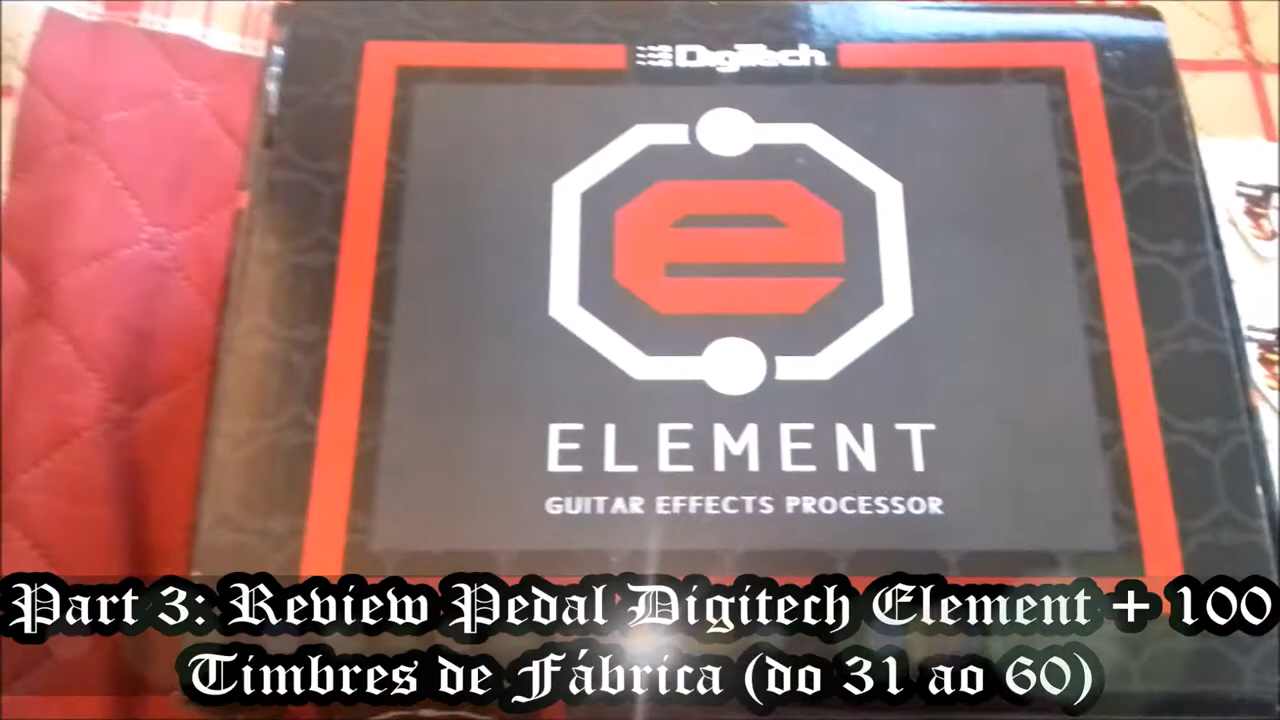 DigiTech
e
ELEMENT
GUITAR EFFECTS PROCESSOR
Part 3: Review Pedal Digitech Element + 100
Timbres de Fábrica (do 31 ao 60)